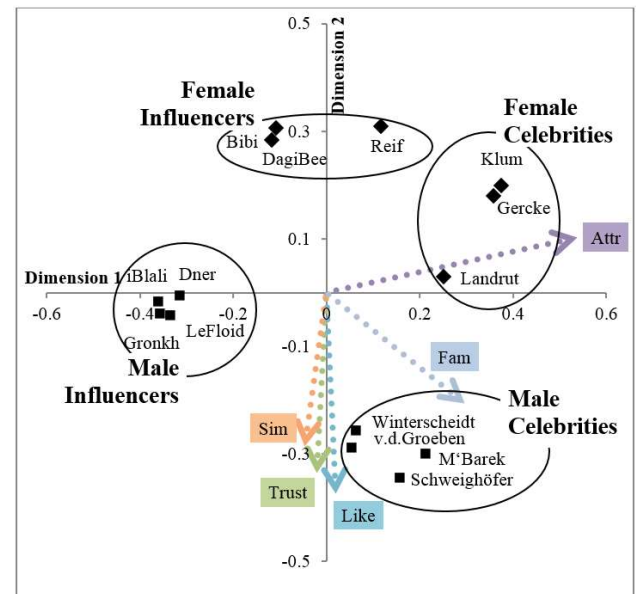 0.5
Dimension 2
Female
Influencers
0.3
Bibi
DagiBee
Reif
Female
Celebrities
Klum
Gercke
0.1
Attr
Dimension 1
iBlali
Dner
Landrut
-0.6
-0.4
-0.2
0
0.2
0.4
0.6
Gronkh
LeFloid
-0.1
Male
Influencers
Fam
Male
Celebrities
Sim
Winterscheidt
v.d.Groeben
-0.3
M‘Barek
Schweighöfer
Trust
Like
-0.5